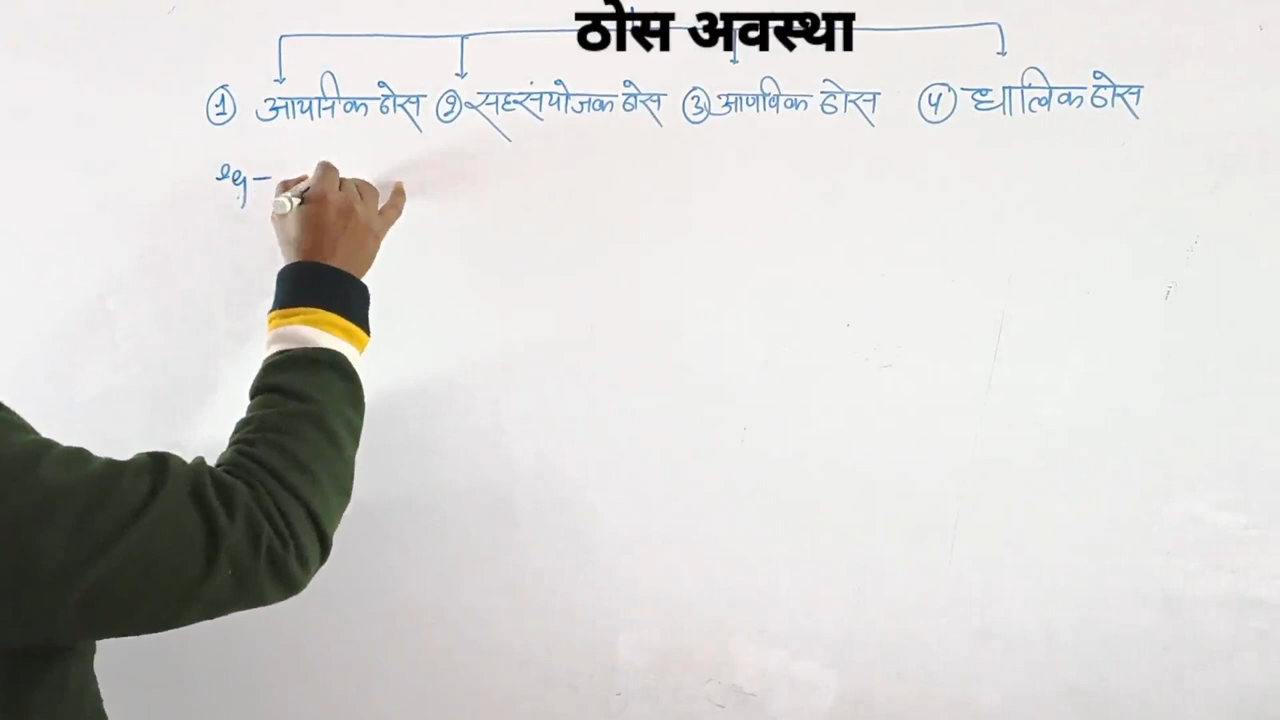 ठोस अवस्था
① आयनिक ठोस ② सहसंयोजक ठोस ③ आणविक ठोस ④ धात्विक ठोस
eg -